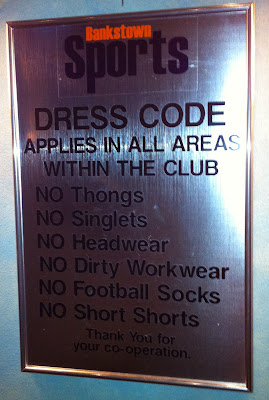 Bankstown
Sports
DRESS CODE
APPLIES IN ALL AREAS
WITHIN THE CLUB
NO Thongs
NO Singlets
NO Headwear
NO Dirty Workwear
NO Football Socks
NO Short Shorts
Thank You for
your co-operation.